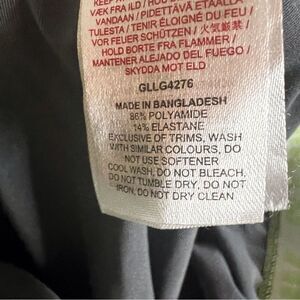 VÆK FRA ILD / HOU
VANDAAN / PIDETTÄVÄ ETÄÄLLÄ
TULESTA / TENIR ÉLOIGNÉ DU FEU /
VOR FEUER SCHÜTZEN / 火気厳禁 /
HOLD BORTE FRA FLAMMER /
MANTENER ALEJADO DEL FUEGO /
SKYDDA MOT ELD
GLLG4276
MADE IN BANGLADESH
86% POLYAMIDE
14% ELASTANE
EXCLUSIVE OF TRIMS, WASH
WITH SIMILAR COLOURS, DO
NOT USE SOFTENER
COOL WASH, DO NOT BLEACH,
DO NOT TUMBLE DRY, DO NOT
IRON, DO NOT DRY CLEAN